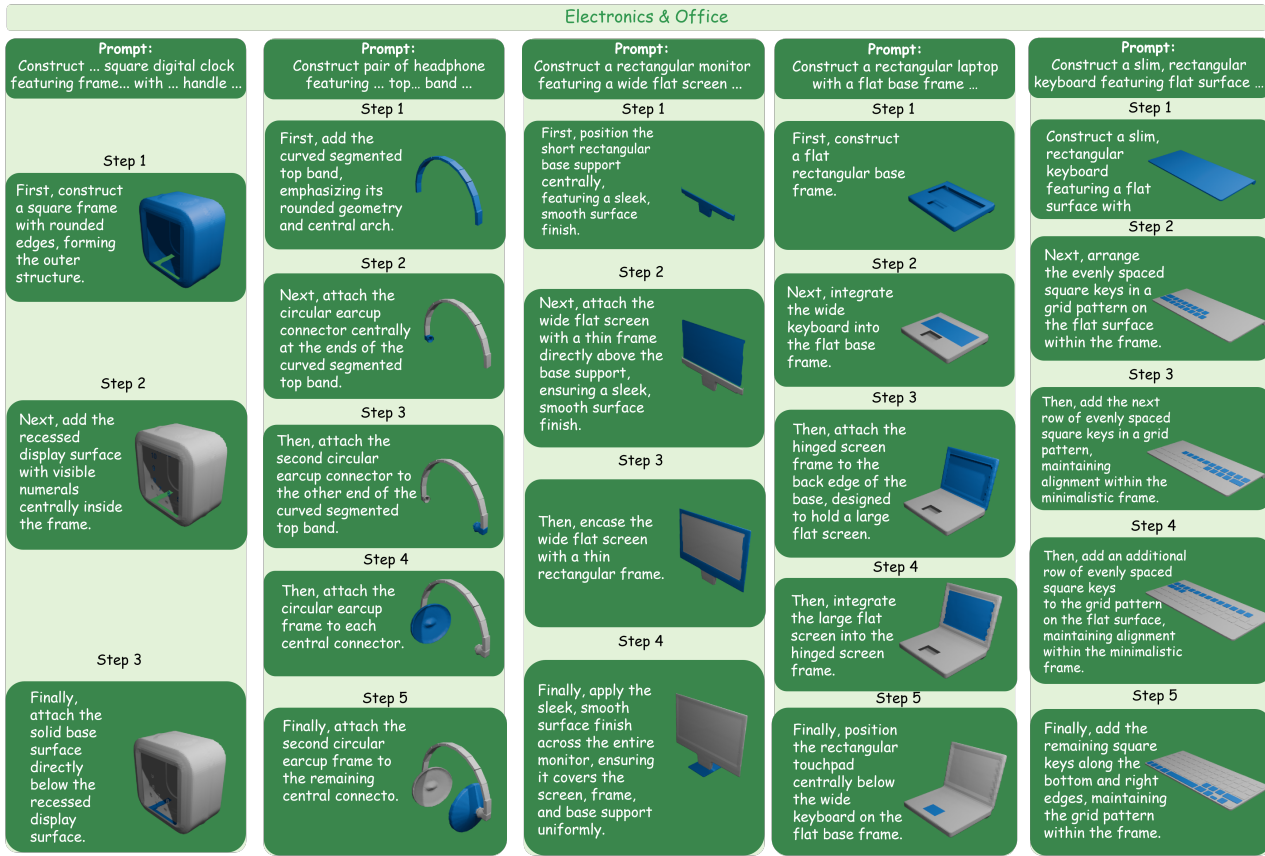 Electronics & Office
Prompt:
Construct ... square digital clock
featuring frame... with ... handle ...
Step 1
First, construct
a square frame
with rounded
edges, forming
the outer
structure.
Step 2
Next, add the
recessed
display surface
with visible
numerals
centrally inside
the frame.
Step 3
Finally,
attach the
solid base
surface
directly
below the
recessed
display
surface.
Prompt:
Construct pair of headphone
featuring ... top... band ...
Step 1
First, add the
curved segmented
top band,
emphasizing its
rounded geometry
and central arch.
Step 2
Next, attach the
circular earcup
connector centrally
at the ends of the
curved segmented
top band.
Step 3
Then, attach the
second circular
earcup connector to
the other end of the
curved segmented
top band.
Step 4
Then, attach the
circular earcup
frame to each
central connector.
Step 5
Finally, attach the
second circular
earcup frame to
the remaining
central connecto.
Prompt:
Construct a rectangular monitor
featuring a wide flat screen ...
Step 1
First, position the
short rectangular
base support
centrally,
featuring a sleek,
smooth surface
finish.
Step 2
Next, attach the
wide flat screen
with a thin frame
directly above the
base support,
ensuring a sleek,
smooth surface
finish.
Step 3
Then, encase the
wide flat screen
with a thin
rectangular frame.
Step 4
Finally, apply the
sleek, smooth
surface finish
across the entire
monitor, ensuring
it covers the
screen, frame,
and base support
uniformly.
Prompt:
Construct a rectangular laptop
with a flat base frame ...
Step 1
First, construct
a flat
rectangular base
frame.
Step 2
Next, integrate
the wide
keyboard into
the flat base
frame.
Step 3
Then, attach the
hinged screen
frame to the
back edge of the
base, designed
to hold a large
flat screen.
Step 4
Then, integrate
the large flat
screen into the
hinged screen
frame.
Step 5
Finally, position
the rectangular
touchpad
centrally below
the wide
keyboard on the
flat base frame.
Prompt:
Construct a slim, rectangular
keyboard featuring flat surface ...
Step 1
Construct a slim,
rectangular
keyboard
featuring a flat
surface with
Step 2
Next, arrange
the evenly spaced
square keys in a
grid pattern on
the flat surface
within the frame.
Step 3
Then, add the next
row of evenly spaced
square keys in a grid
pattern,
maintaining
alignment within the
minimalistic frame.
Step 4
Then, add an additional
row of evenly spaced
square keys
to the grid pattern
on the flat surface,
maintaining alignment
within the minimalistic
frame.
Step 5
Finally, add the
remaining square
keys along the
bottom and right
edges, maintaining
the grid pattern
within the frame.